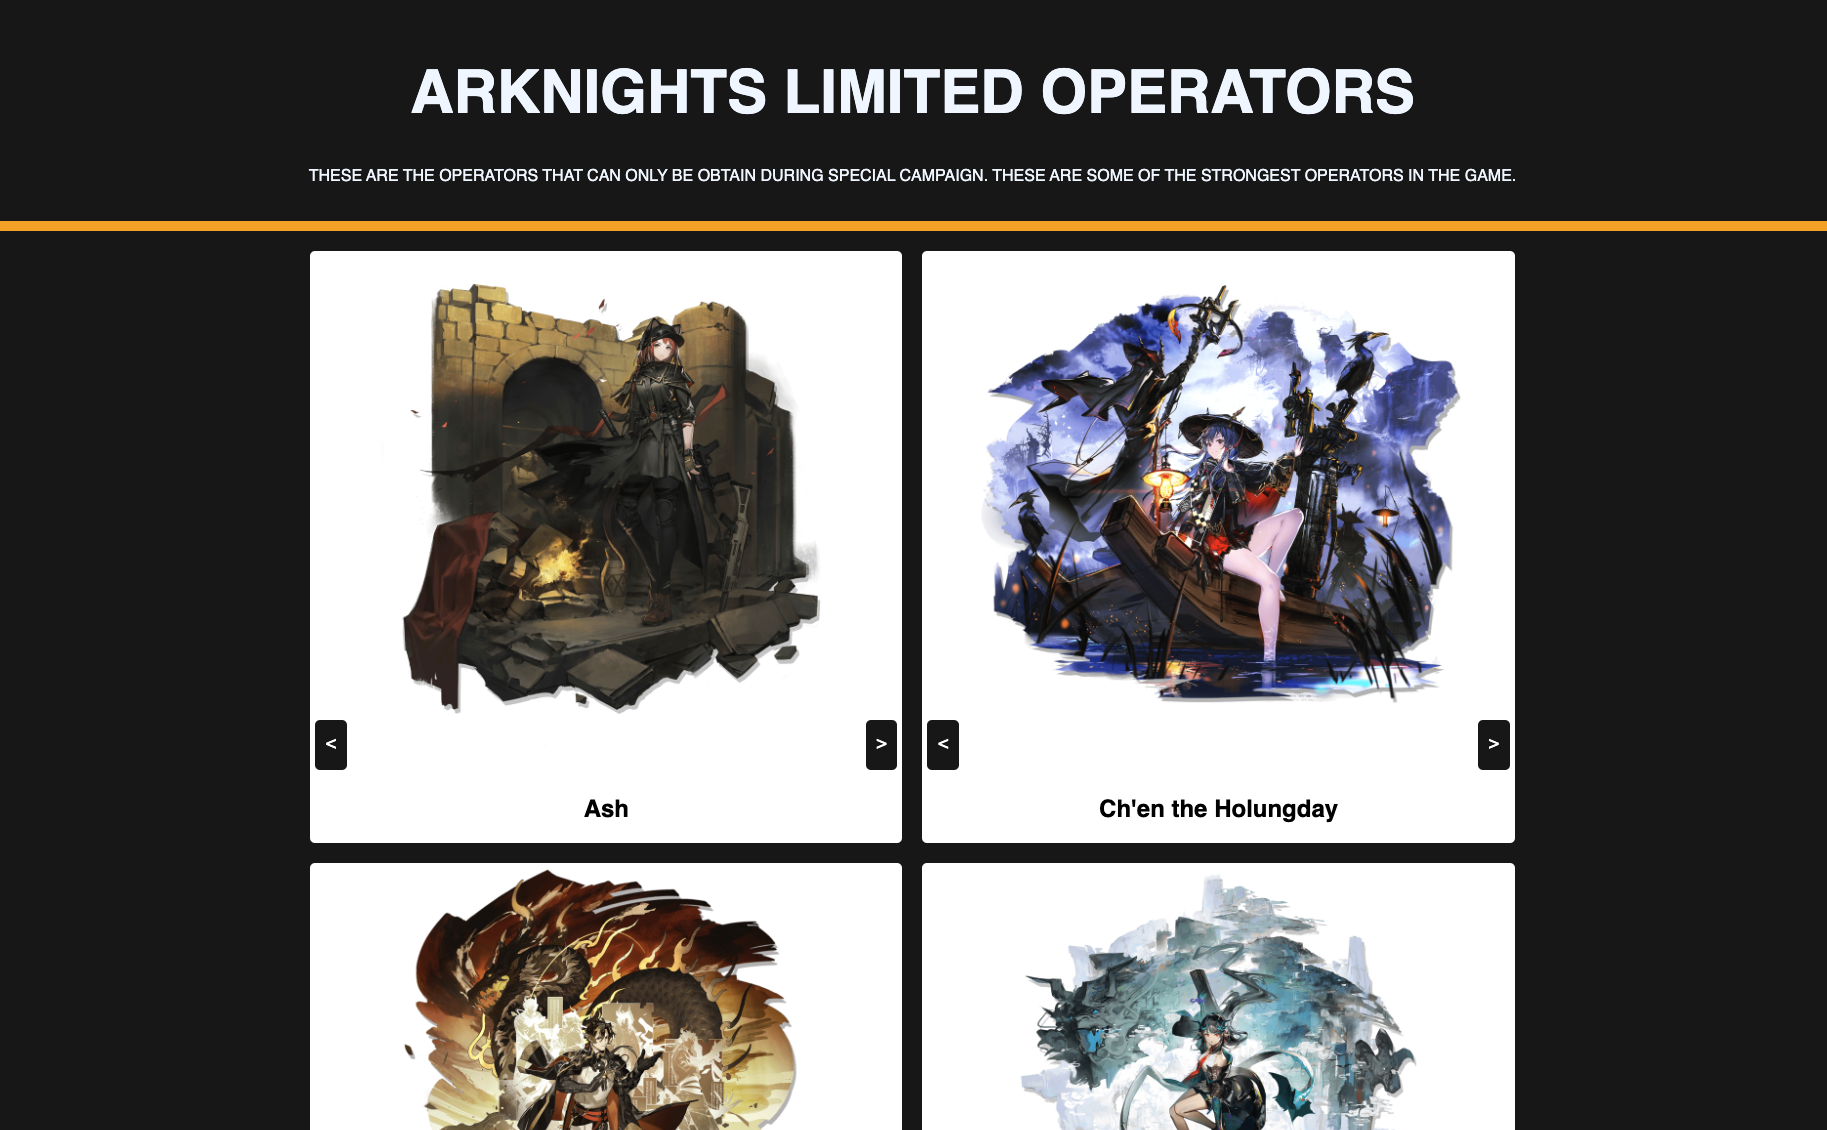 ARKNIGHTS LIMITED OPERATORS
THESE ARE THE OPERATORS THAT CAN ONLY BE OBTAIN DURING SPECIAL CAMPAIGN. THESE ARE SOME OF THE STRONGEST OPERATORS IN THE GAME.
< > < >
Ash
Ch'en the Holungday